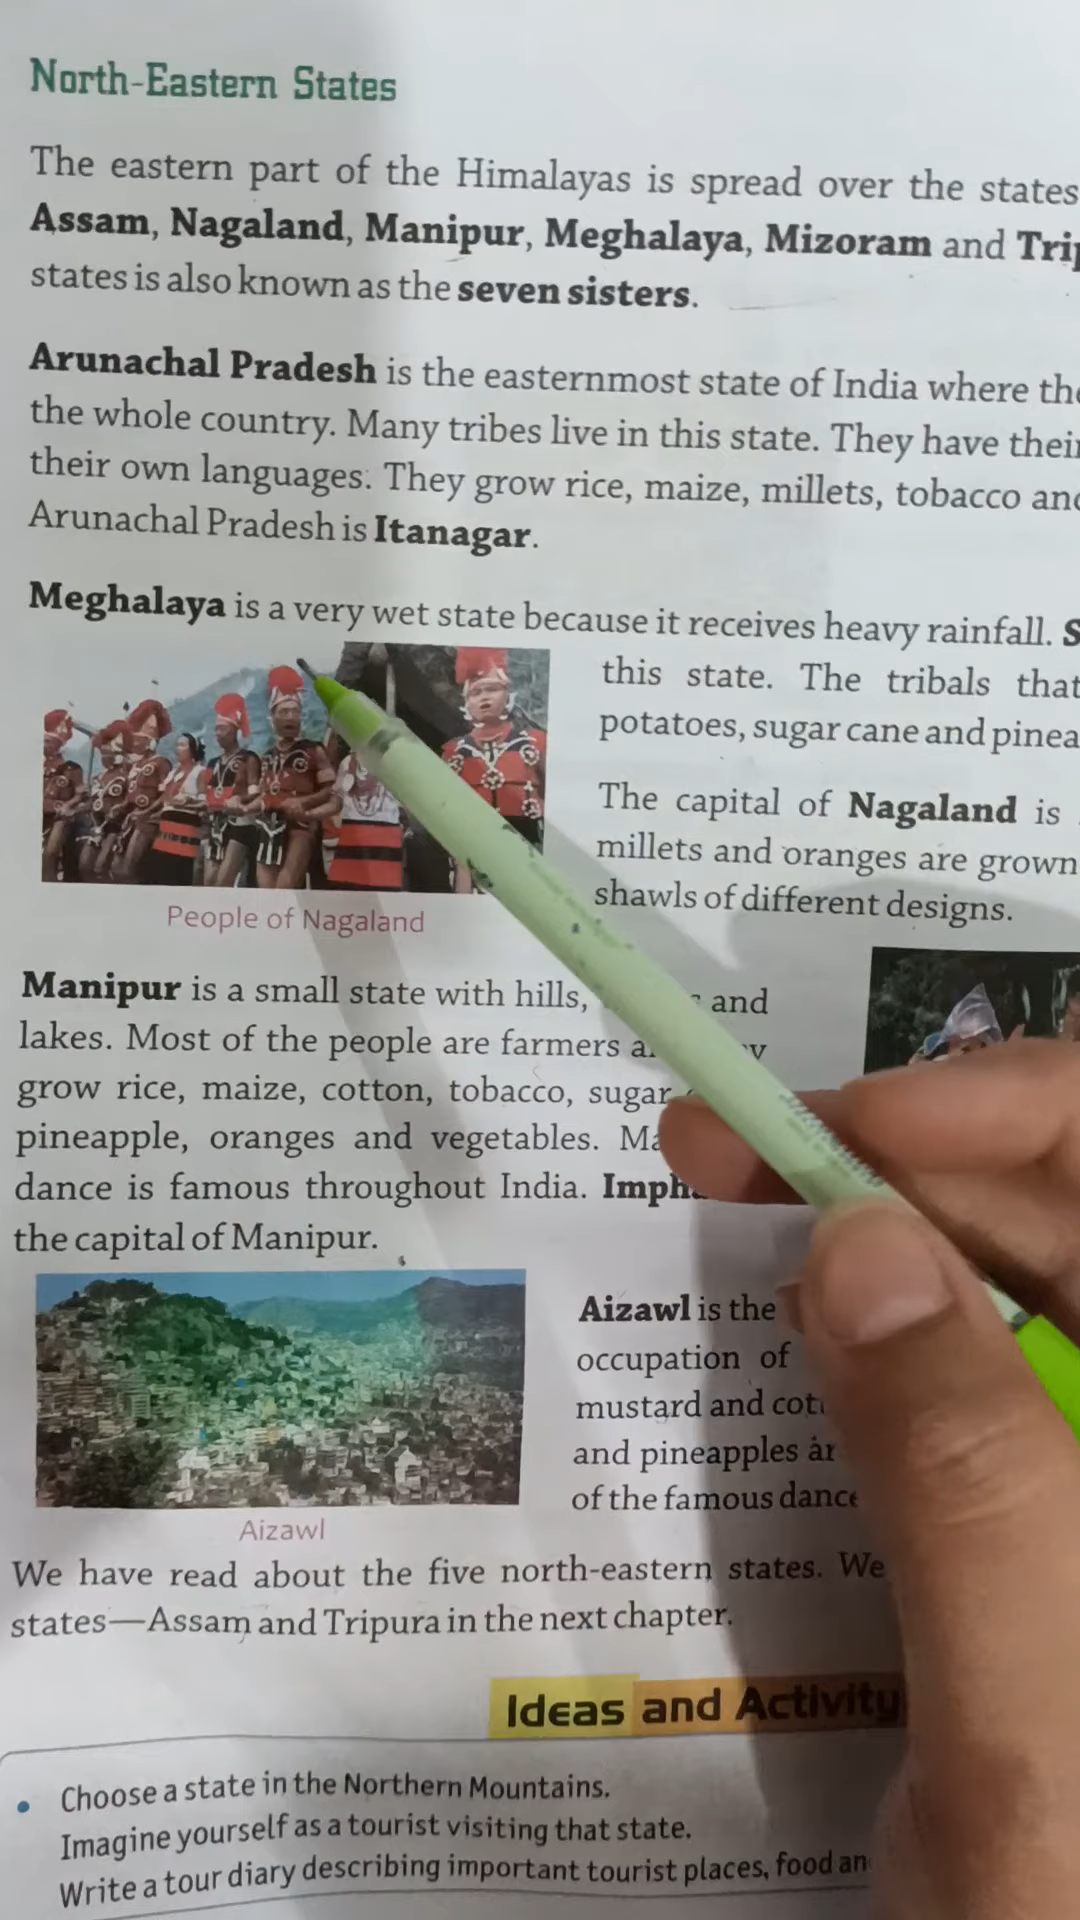 North-Eastern States
The eastern part of the Himalayas is spread over the states
Assam, Nagaland, Manipur, Meghalaya, Mizoram and
states is also known as the seven sisters.
Arunachal Pradesh is the easternmost state of India where
the whole country. Many tribes live in this state. They have
their own languages. They grow rice, maize, millets, tobacco
Arunachal Pradesh is Itanagar.
Meghalaya is a very wet state because it receives heavy rainfall.
this state. The tribals that
potatoes, sugar cane and
The capital of Nagaland is
millets and oranges are grown
shawls of different designs.
People of Nagaland
Manipur is a small state with hills, and
lakes. Most of the people are farmers
grow rice, maize, cotton, tobacco, sugar
pineapple, oranges and vegetables.
dance is famous throughout India.
the capital of Manipur.
Aizawl is the
occupation of
mustard and
and pineapples
of the famous
Aizawl
We have read about the five north-eastern states. We
states—Assam and Tripura in the next chapter.
Ideas and Activity
• Choose a state in the Northern Mountains.
Imagine yourself as a tourist visiting that state.
Write a tour diary describing important tourist places, food